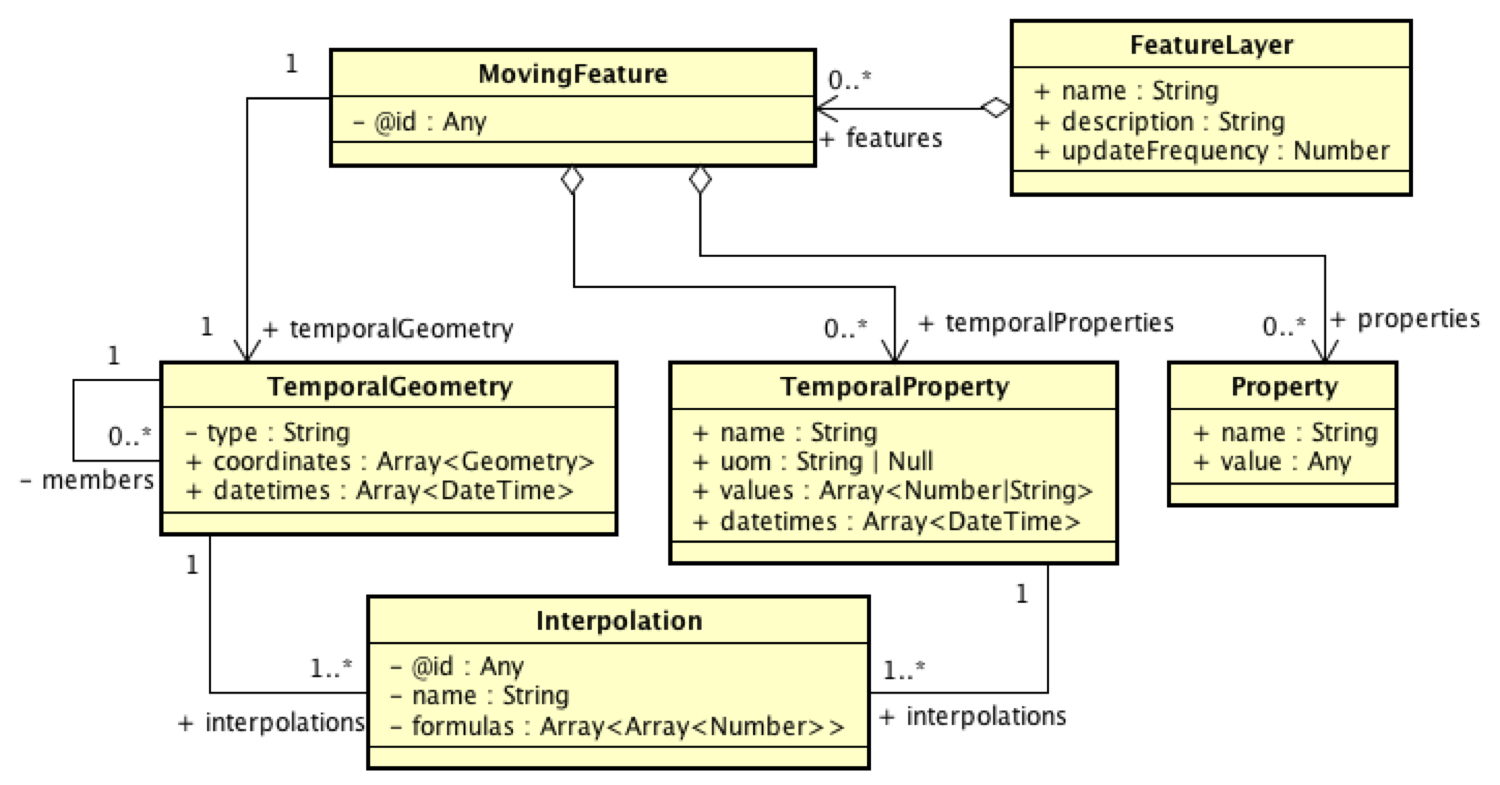 FeatureLayer
+ name : String
+ description : String
+ updateFrequency : Number
1
MovingFeature
- @id : Any
0..*
+ features
1
+ temporalGeometry
0..*
+ temporalProperties
0..*
+ properties
1
0..*
- members
TemporalGeometry
- type : String
+ coordinates : Array<Geometry>
+ datetimes : Array<DateTime>
TemporalProperty
+ name : String
+ uom : String | Null
+ values : Array<Number|String>
+ datetimes : Array<DateTime>
Property
+ name : String
+ value : Any
1
1..*
+ interpolations
Interpolation
- @id : Any
- name : String
- formulas : Array<Array<Number>>
1
1..*
+ interpolations